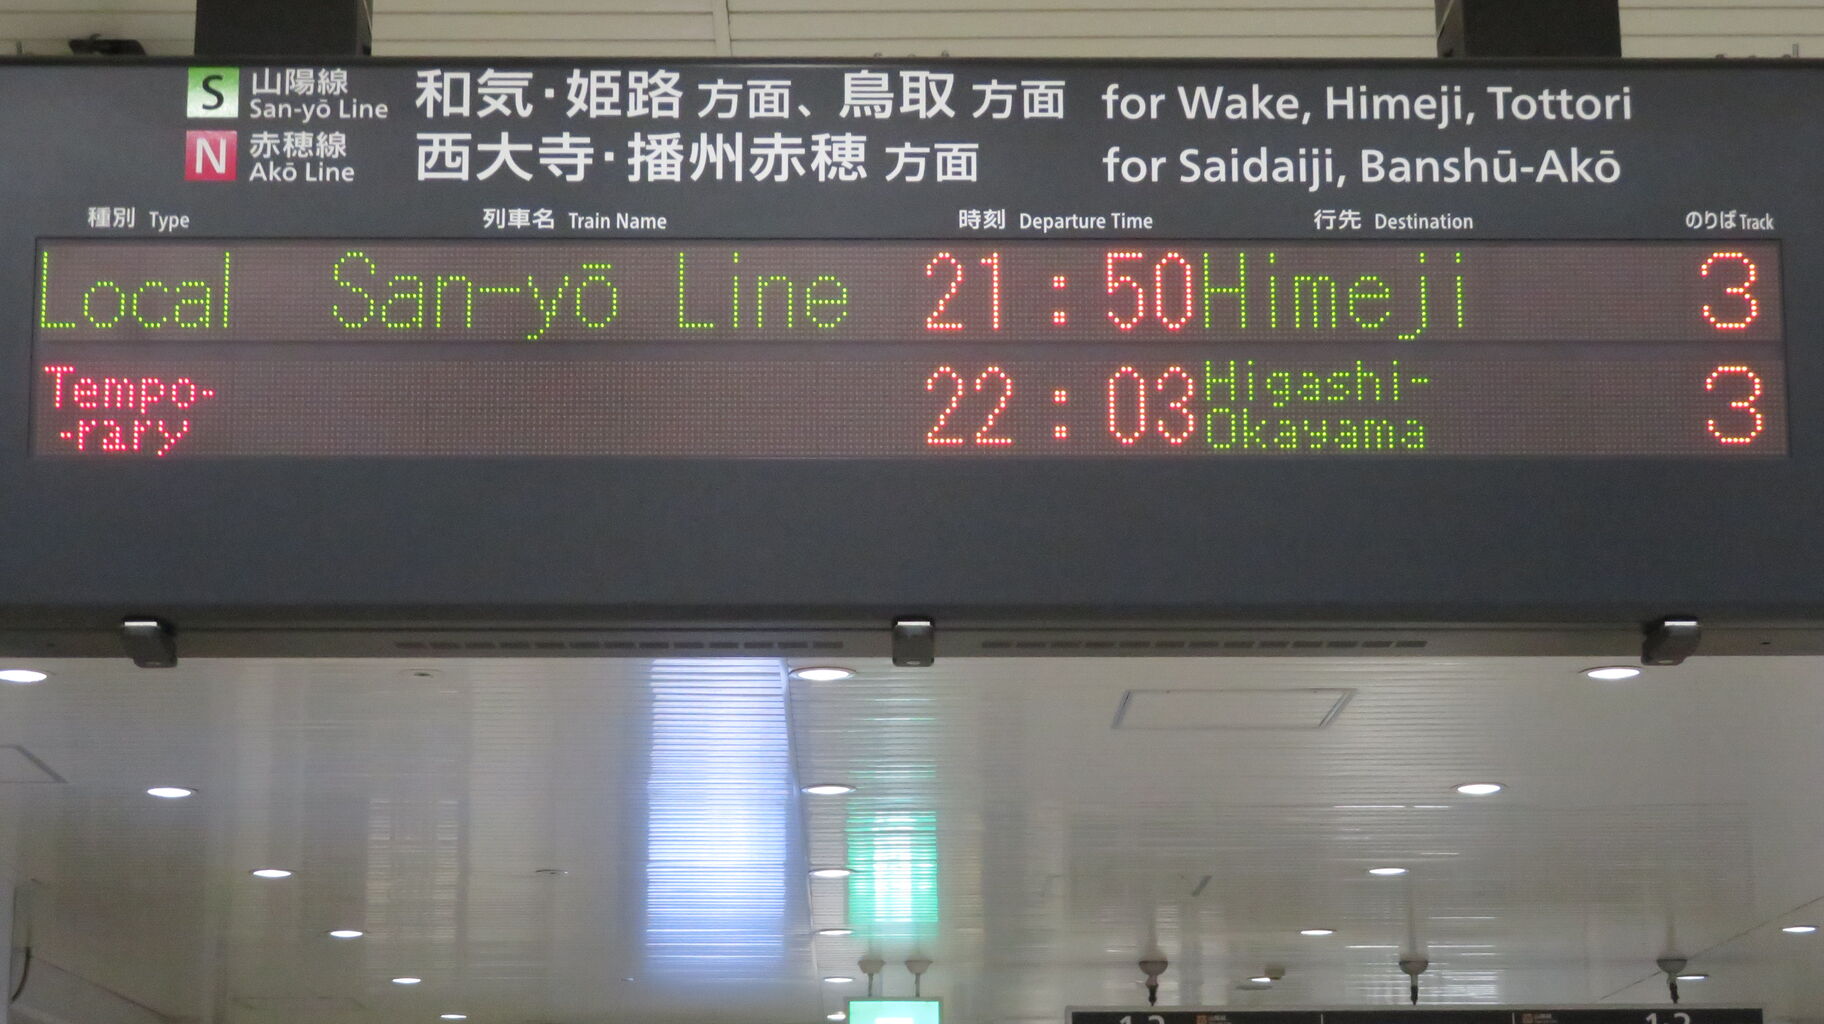 S 山陽線 San-yō Line 和気・姫路 方面、鳥取 方面 for Wake, Himeji, Tottori
N 赤穂線 Akō Line 西大寺・播州赤穂 方面 for Saidaiji, Banshū-Akō
種別 Type 列車名 Train Name 時刻 Departure Time 行先 Destination のりば Track
Local San-yō Line 21:50 Himeji 3
Tempo- -rary 22:03 Higashi- Okayama 3